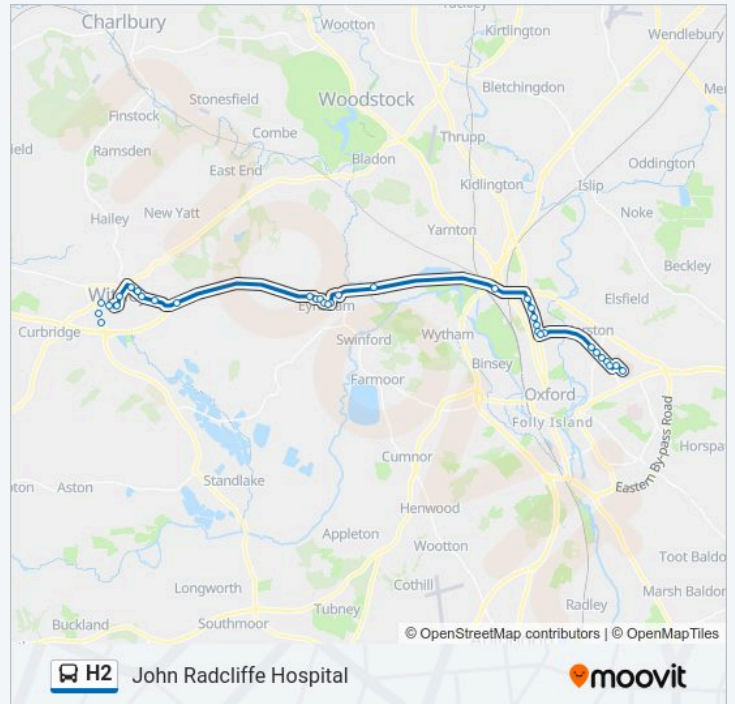 Charlbury
Wootton
Kirtlington
Wendlebury
Stonesfield
Woodstock
Bletchingdon
Finstock
Combe
Thrupp
Ramsden
Bladon
Oddington
East End
Kidlington
Islip
Hailey
New Yatt
Yarnton
Noke
Beckley
Wit
Elsfield
Curbridge
Swinford
Wytham
Binsey
Farmoor
Oxford
Folly Island
Eastern By-pass Road
Horspa
Cumnor
Aston
Standlake
Henwood
Appleton
Wootton
Toot Baldo
Longworth
Cothill
Marsh Baldon
Tubney
Radley
Buckland
Southmoor
© OpenStreetMap contributors | © OpenMapTiles
H2 John Radcliffe Hospital
moovit